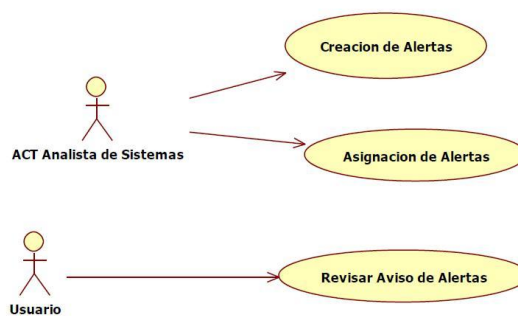 Creacion de Alertas
ACT Analista de Sistemas
Asignacion de Alertas
Revisar Aviso de Alertas
Usuario